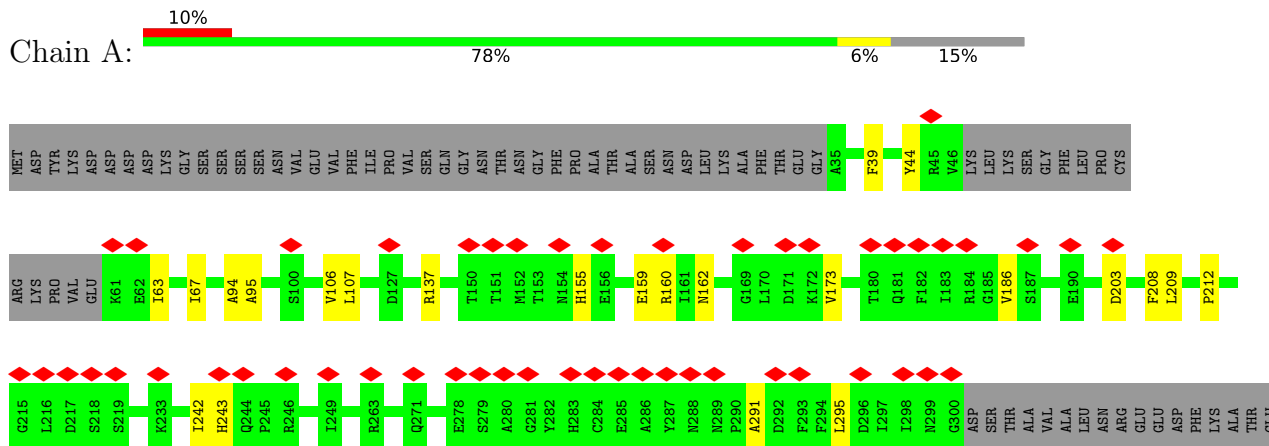 10%
Chain A:
78% 6% 15%
MET ASP TYR LYS ASP ASP ASP ASP LYS GLY SER SER SER SER ASN VAL GLU VAL PHE ILE PRO VAL SER GLN GLY ASN THR ASN GLY PHE PRO ALA THR ALA SER ASN ASP LEU LYS ALA PHE THR GLU GLY A35 F39 Y44 R45 V46 LYS LEU LYS SER GLY PHE LEU PRO CYS
ARG LYS PRO VAL GLU K61 E62 I63 I67 A94 A95 S100 V106 L107 D127 R137 T150 T151 M152 T153 N154 H155 E156 E159 R160 I161 N162 G169 L170 D171 K172 V173 T180 Q181 F182 I183 R184 G185 V186 S187 E190 D203 F208 L209 P212
G215 L216 D217 S218 S219 K233 I242 H243 Q244 P245 R246 I249 R263 Q271 E278 S279 A280 G281 Y282 H283 C284 E285 A286 Y287 N288 N289 P290 A291 D292 F293 F294 L295 D296 I297 I298 N299 G300 ASP SER THR ALA VAL ALA LEU ASN ARG GLU GLU ASP PHE LYS ALA THR